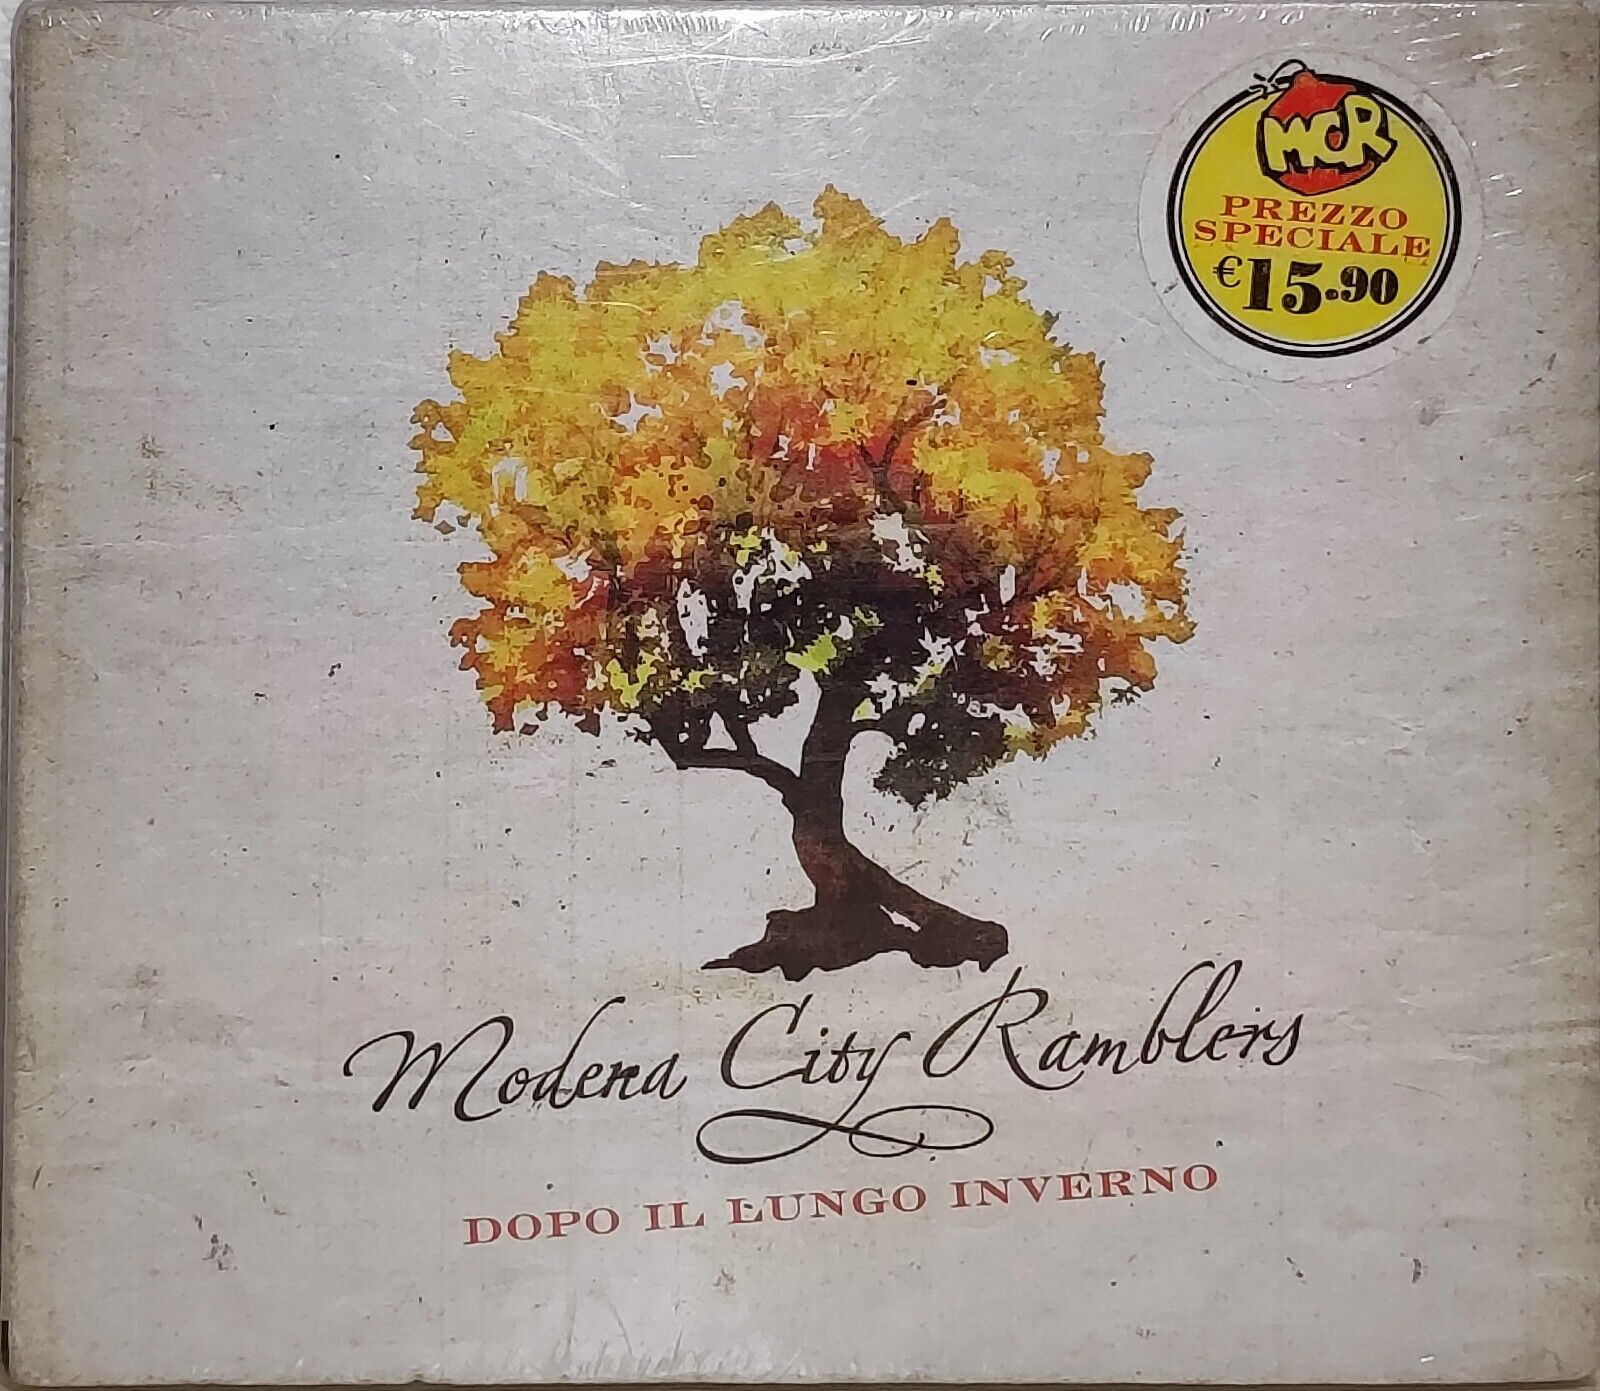 MCR
PREZZO
SPECIALE
€15.90
Modena City Ramblers
DOPO IL LUNGO INVERNO